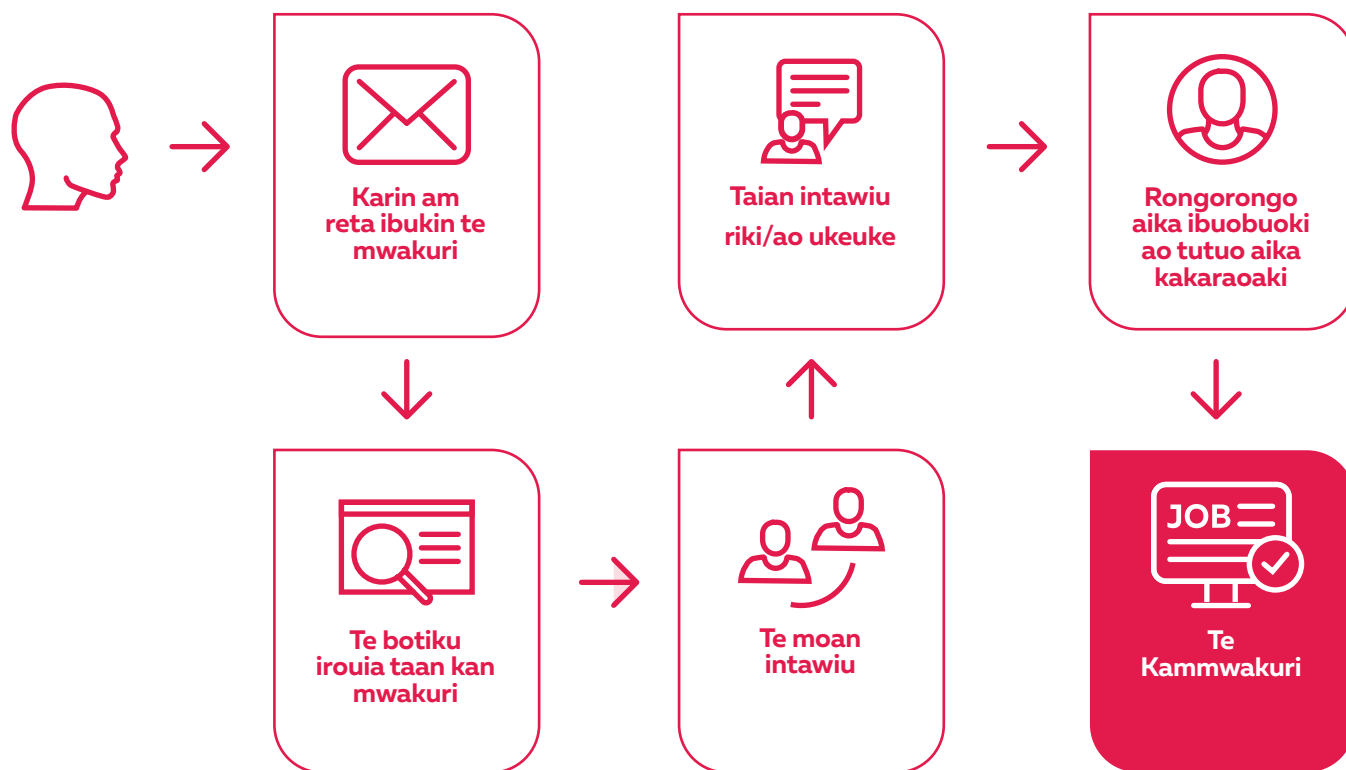 Karin am
reta ibukin te
mwakuri
Te botiku
irouia taan kan
mwakuri
Te moan
intawiu
Taian intawiu
riki/ao ukeuke
Rongorongo
aika ibuobuoki
ao tutuo aika
kakaraoaki
JOB
Te
Kammwakuri